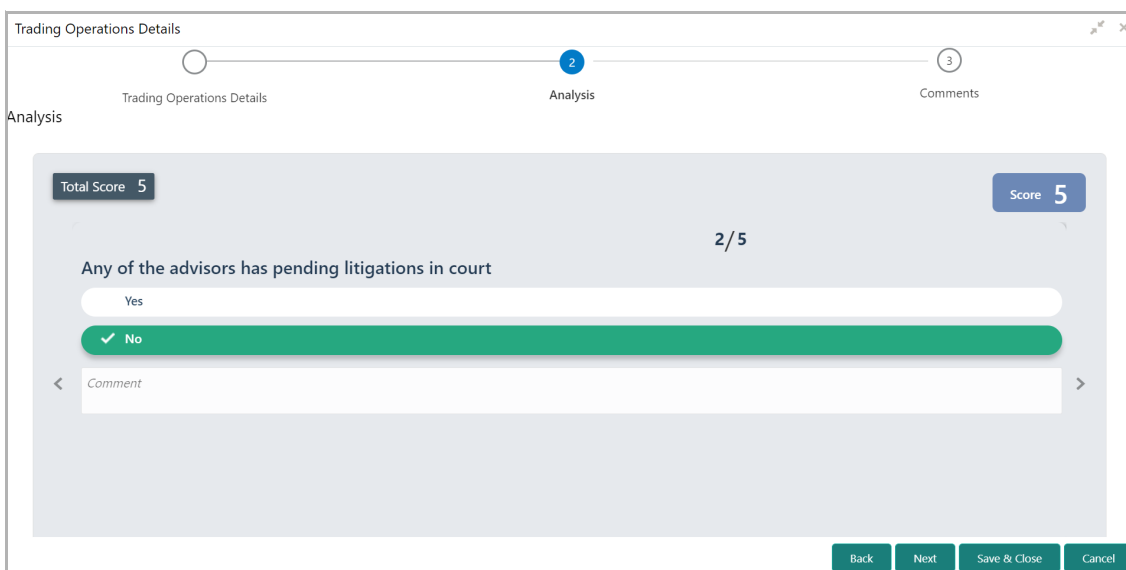 Trading Operations Details
2
3
Trading Operations Details
Analysis
Comments
Analysis
Total Score 5
Score 5
2/5
Any of the advisors has pending litigations in court
Yes
No
Comment
Back Next Save & Close Cancel